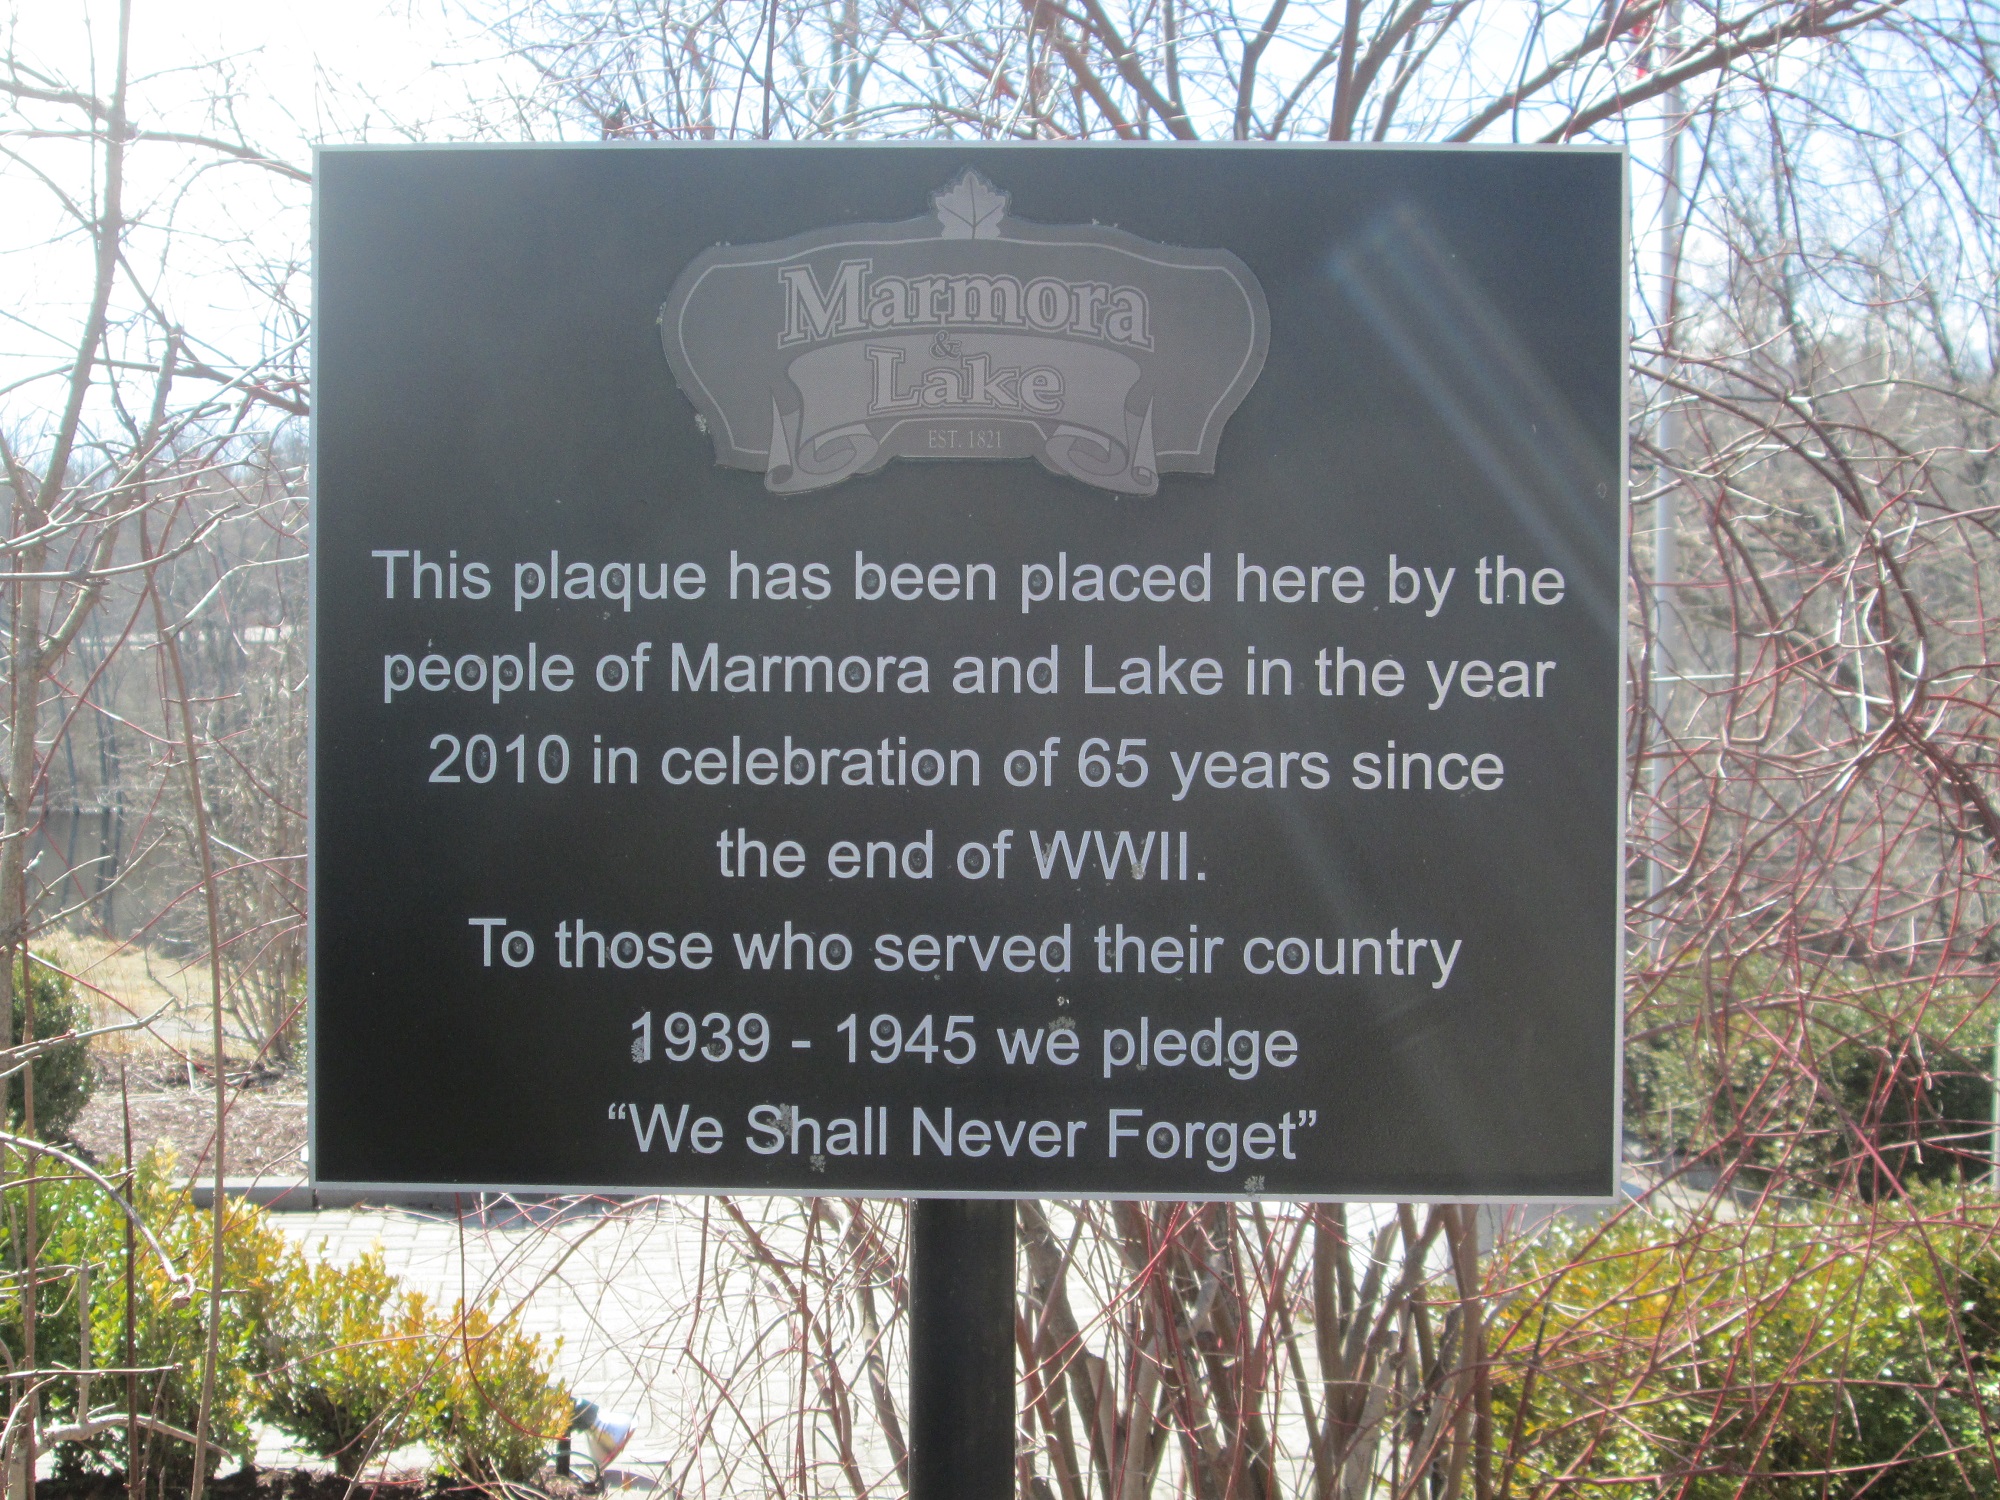 Marmora
&
Lake
EST. 1821
This plaque has been placed here by the
people of Marmora and Lake in the year
2010 in celebration of 65 years since
the end of WWII.
To those who served their country
1939 - 1945 we pledge
“We Shall Never Forget”